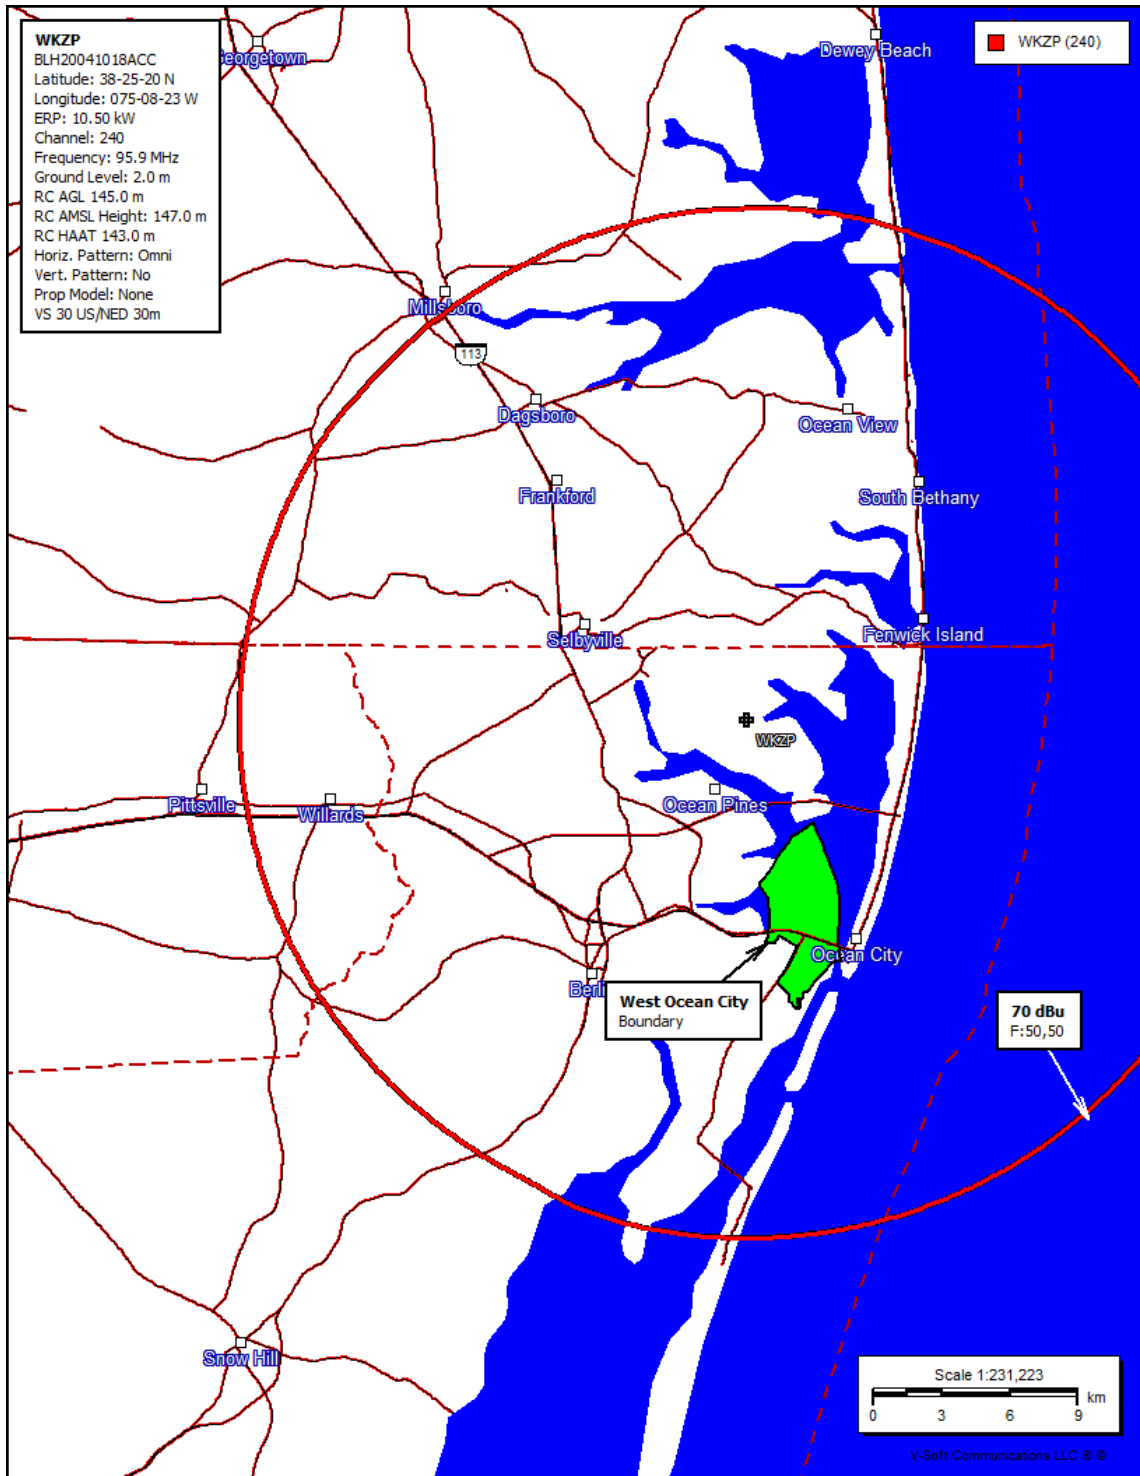 WKZP
BLH20041018ACC
Latitude: 38-25-20 N
Longitude: 075-08-23 W
ERP: 10.50 kW
Channel: 240
Frequency: 95.9 MHz
Ground Level: 2.0 m
RC AGL 145.0 m
RC AMSL Height: 147.0 m
RC HAAT 143.0 m
Horiz. Pattern: Omni
Vert. Pattern: No
Prop Model: None
VS 30 US/NED 30m
eorgetown
Dewey Beach
WKZP (240)
Millsboro
113
Dagsboro
Ocean View
Frankford
South Bethany
Selbyville
Fenwick Island
WKZP
Pittsville
Willards
Ocean Pines
Ocean City
Berli
West Ocean City
Boundary
70 dBu
F:50,50
Snow Hill
Scale 1:231,223
km
0 3 6 9
V-Soft Communications LLC ® ©